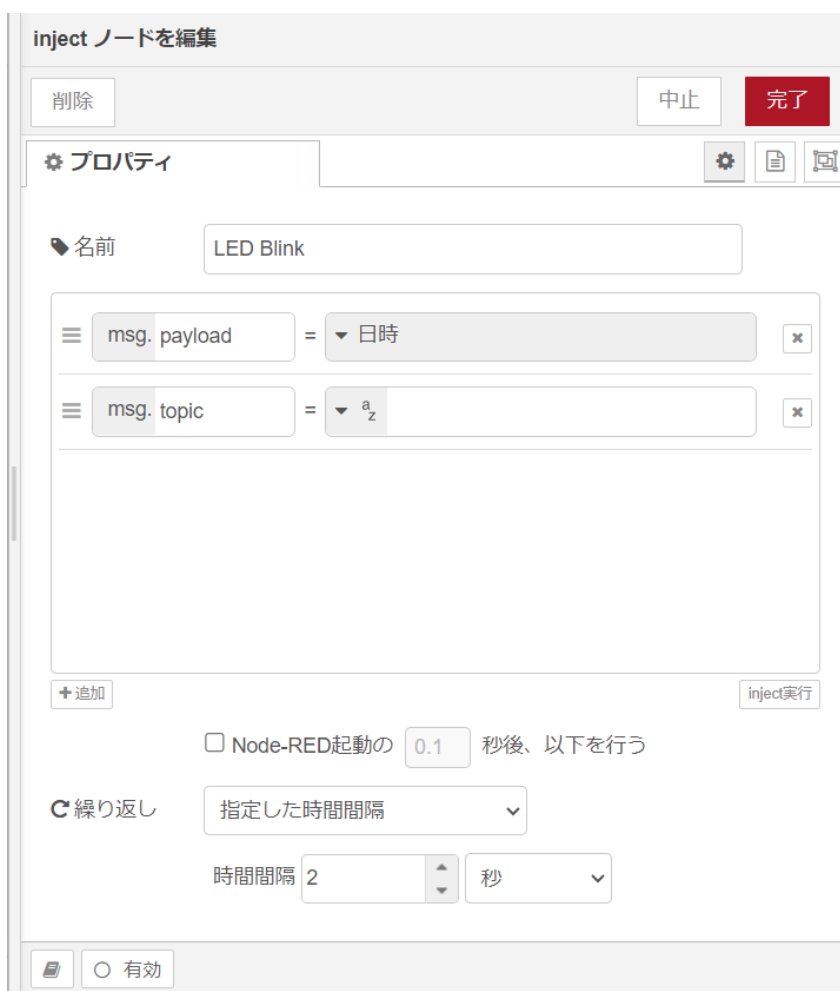 inject ノードを編集
削除 中止 完了
プロパティ
名前 LED Blink
msg. payload = 日時
msg. topic = az
追加 inject実行
Node-RED起動の 0.1 秒後、以下を行う
繰り返し 指定した時間間隔
時間間隔 2 秒
有効